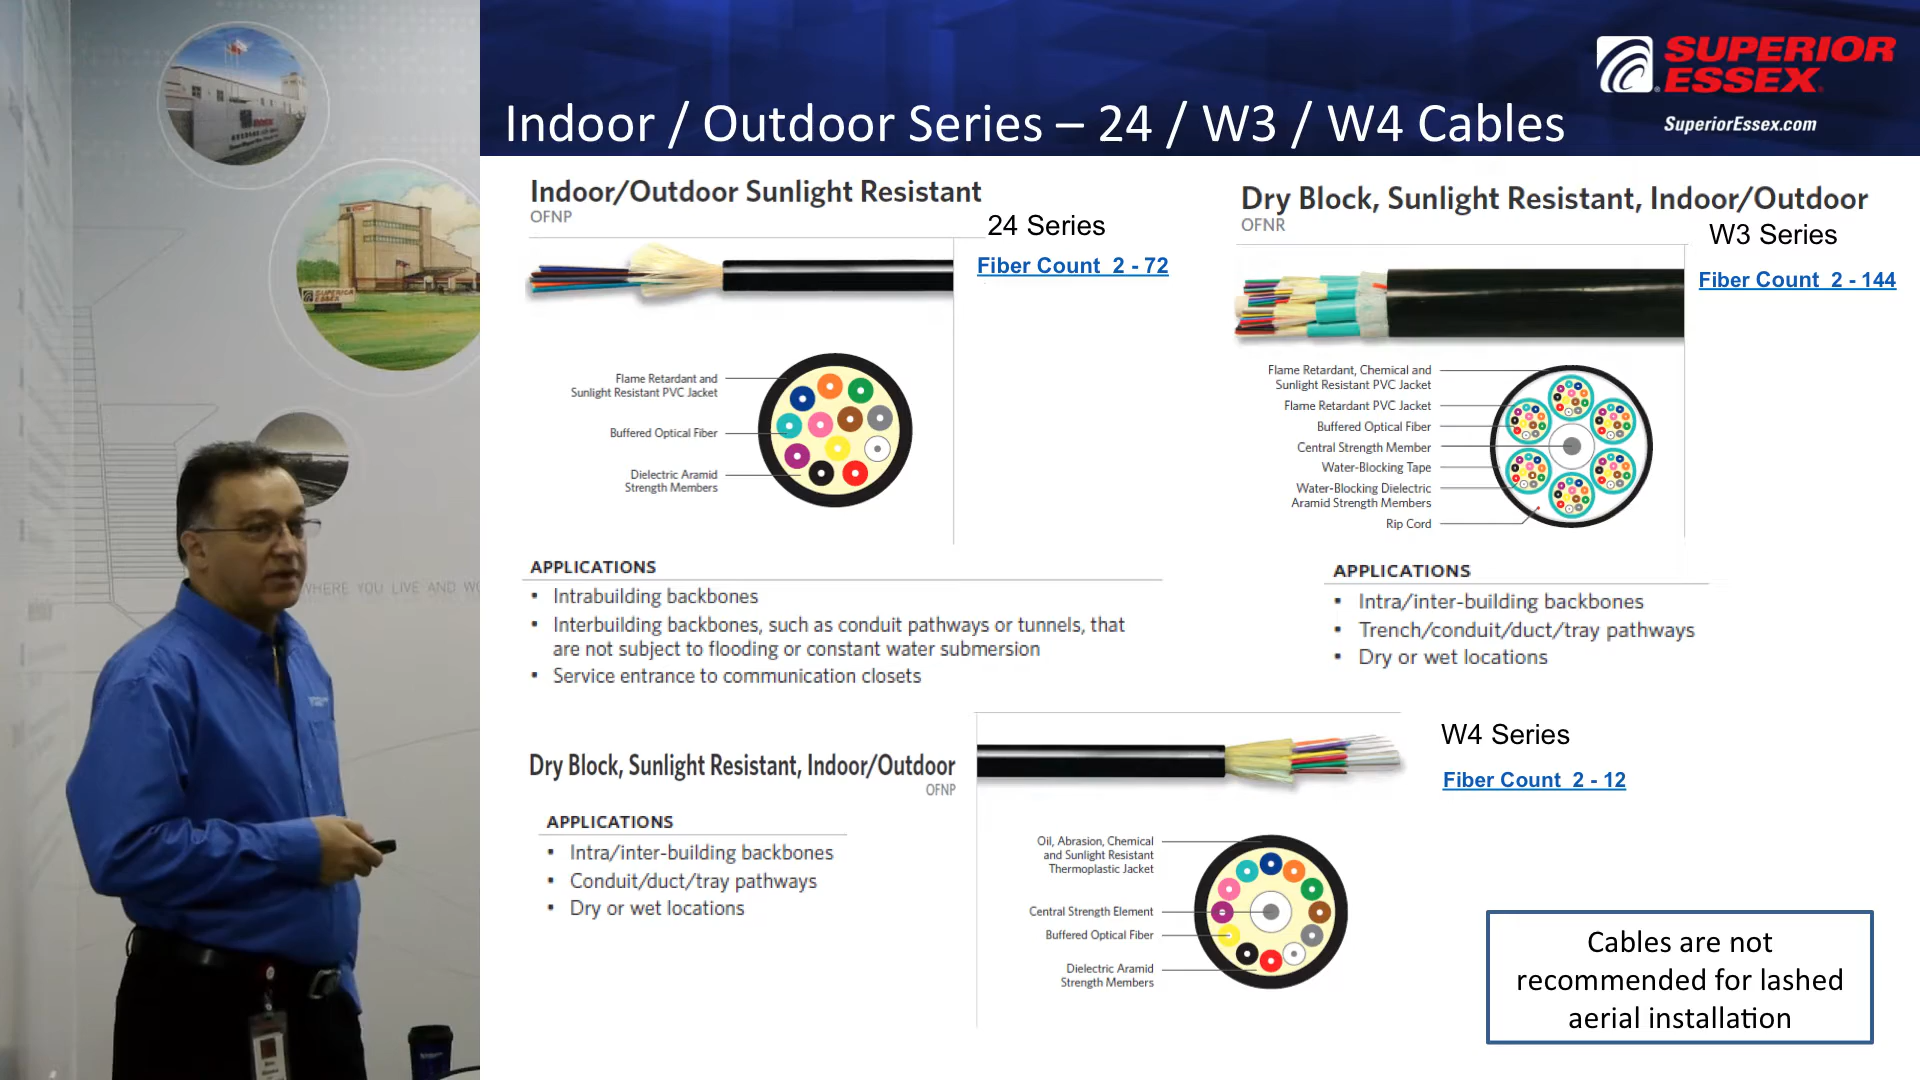 SUPERIOR
ESSEX
SuperiorEssex.com
Indoor / Outdoor Series – 24 / W3 / W4 Cables
Indoor/Outdoor Sunlight Resistant
OFNP
24 Series
Fiber Count 2 - 72
Flame Retardant and
Sunlight Resistant PVC Jacket
Buffered Optical Fiber
Dielectric Aramid
Strength Members
APPLICATIONS
• Intrabuilding backbones
• Interbuilding backbones, such as conduit pathways or tunnels, that
are not subject to flooding or constant water submersion
• Service entrance to communication closets
Dry Block, Sunlight Resistant, Indoor/Outdoor
OFNR
W3 Series
Fiber Count 2 - 144
Flame Retardant, Chemical and
Sunlight Resistant PVC Jacket
Flame Retardant PVC Jacket
Buffered Optical Fiber
Central Strength Member
Water-Blocking Tape
Water-Blocking Dielectric
Aramid Strength Members
Rip Cord
APPLICATIONS
• Intra/inter-building backbones
• Trench/conduit/duct/tray pathways
• Dry or wet locations
Dry Block, Sunlight Resistant, Indoor/Outdoor
OFNP
APPLICATIONS
• Intra/inter-building backbones
• Conduit/duct/tray pathways
• Dry or wet locations
W4 Series
Fiber Count 2 - 12
Oil, Abrasion, Chemical
and Sunlight Resistant
Thermoplastic Jacket
Central Strength Element
Buffered Optical Fiber
Dielectric Aramid
Strength Members
Cables are not
recommended for lashed
aerial installation
SUPERIOR
ESSEX
WHERE YOU LIVE AND